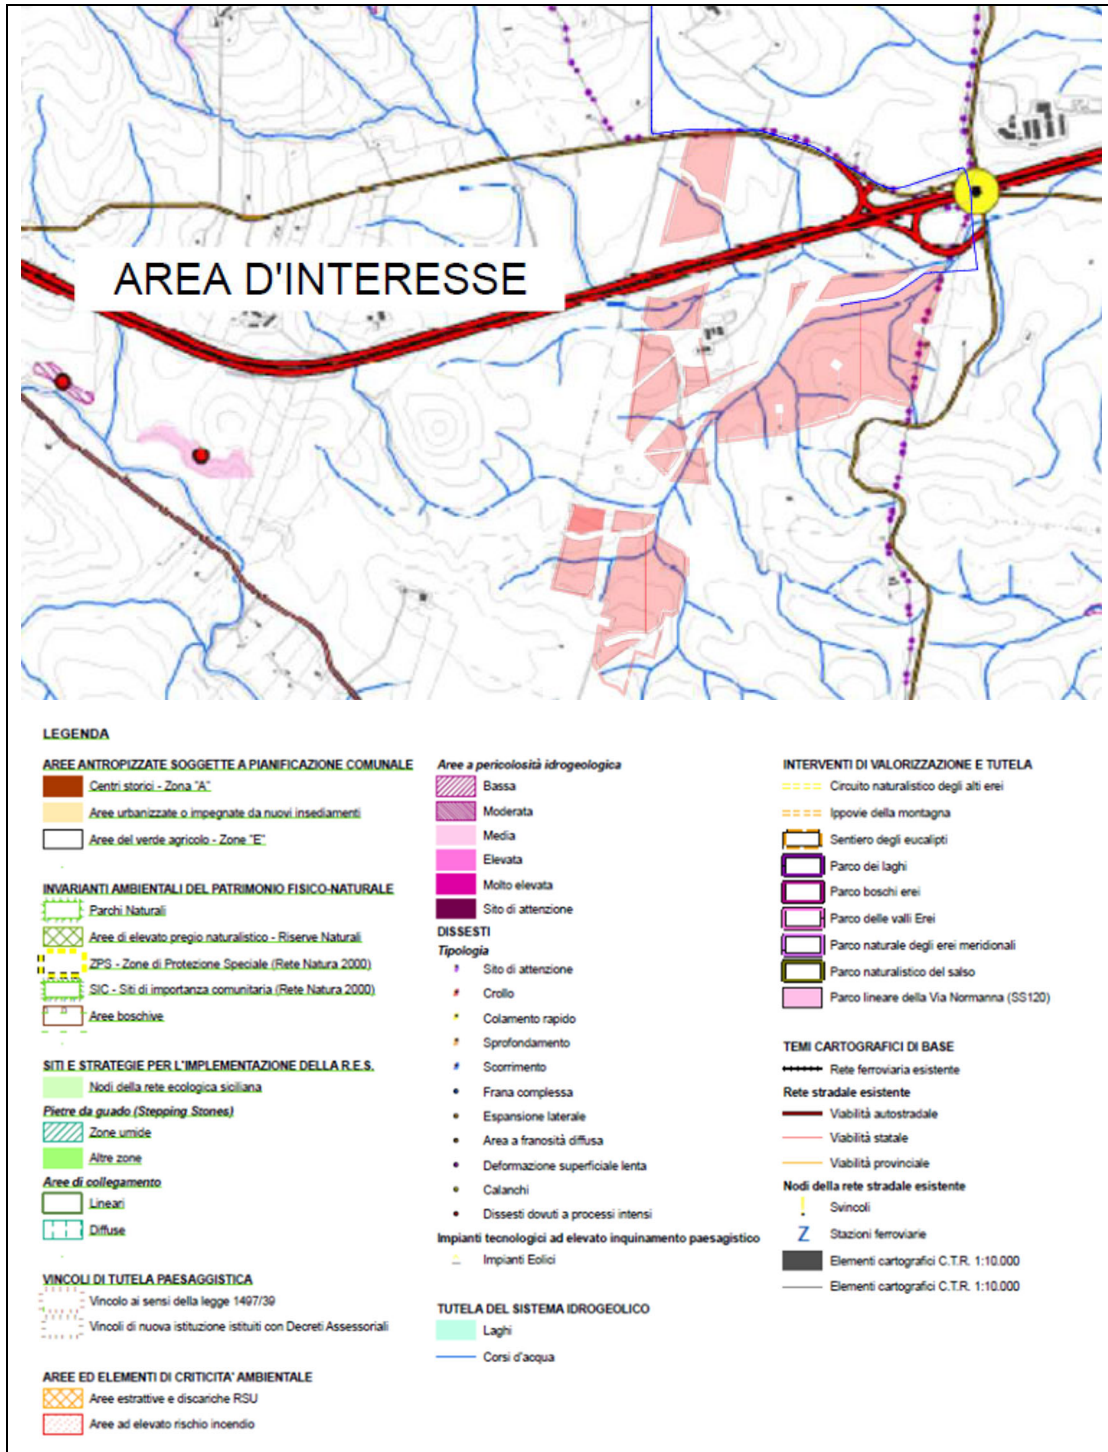 AREA D'INTERESSE
LEGENDA
AREE ANTROPIZZATE SOGGETTE A PIANIFICAZIONE COMUNALE
Centri storici - Zona "A"
Aree urbanizzate o impegnate da nuovi insediamenti
Aree del verde agricolo - Zone "E"
INVARIANTI AMBIENTALI DEL PATRIMONIO FISICO-NATURALE
Parchi Naturali
Aree di elevato pregio naturalistico - Riserve Naturali
ZPS - Zone di Protezione Speciale (Rete Natura 2000)
SIC - Siti di importanza comunitaria (Rete Natura 2000)
Aree boschive
SITI E STRATEGIE PER L'IMPLEMENTAZIONE DELLA R.E.S.
Nodi della rete ecologica siciliana
Pietre da guado (Stepping Stones)
Zone umide
Altre zone
Aree di collegamento
Lineari
Diffuse
VINCOLI DI TUTELA PAESAGGISTICA
Vincolo ai sensi della legge 1497/39
Vincoli di nuova istituzione istituiti con Decreti Assessoriali
AREE ED ELEMENTI DI CRITICITA' AMBIENTALE
Aree estrattive e discariche RSU
Aree ad elevato rischio incendio
Aree a pericolosità idrogeologica
Bassa
Moderata
Media
Elevata
Molto elevata
Sito di attenzione
DISSESTI
Tipologia
Sito di attenzione
Crollo
Colamento rapido
Sprofondamento
Scorrimento
Frana complessa
Espansione laterale
Area a franosità diffusa
Deformazione superficiale lenta
Calanchi
Dissesti dovuti a processi intensi
Impianti tecnologici ad elevato inquinamento paesagistico
Impianti Eolici
TUTELA DEL SISTEMA IDROGEOLICO
Laghi
Corsi d'acqua
INTERVENTI DI VALORIZZAZIONE E TUTELA
Circuito naturalistico degli alti erei
Ippovie della montagna
Sentiero degli eucalipti
Parco dei laghi
Parco boschi erei
Parco delle valli Erei
Parco naturale degli erei meridionali
Parco naturalistico del salso
Parco lineare della Via Normanna (SS120)
TEMI CARTOGRAFICI DI BASE
Rete ferroviaria esistente
Rete stradale esistente
Viabilità autostradale
Viabilità statale
Viabilità provinciale
Nodi della rete stradale esistente
! Svincoli
Z Stazioni ferroviarie
Elementi cartografici C.T.R. 1:10.000
Elementi cartografici C.T.R. 1:10.000